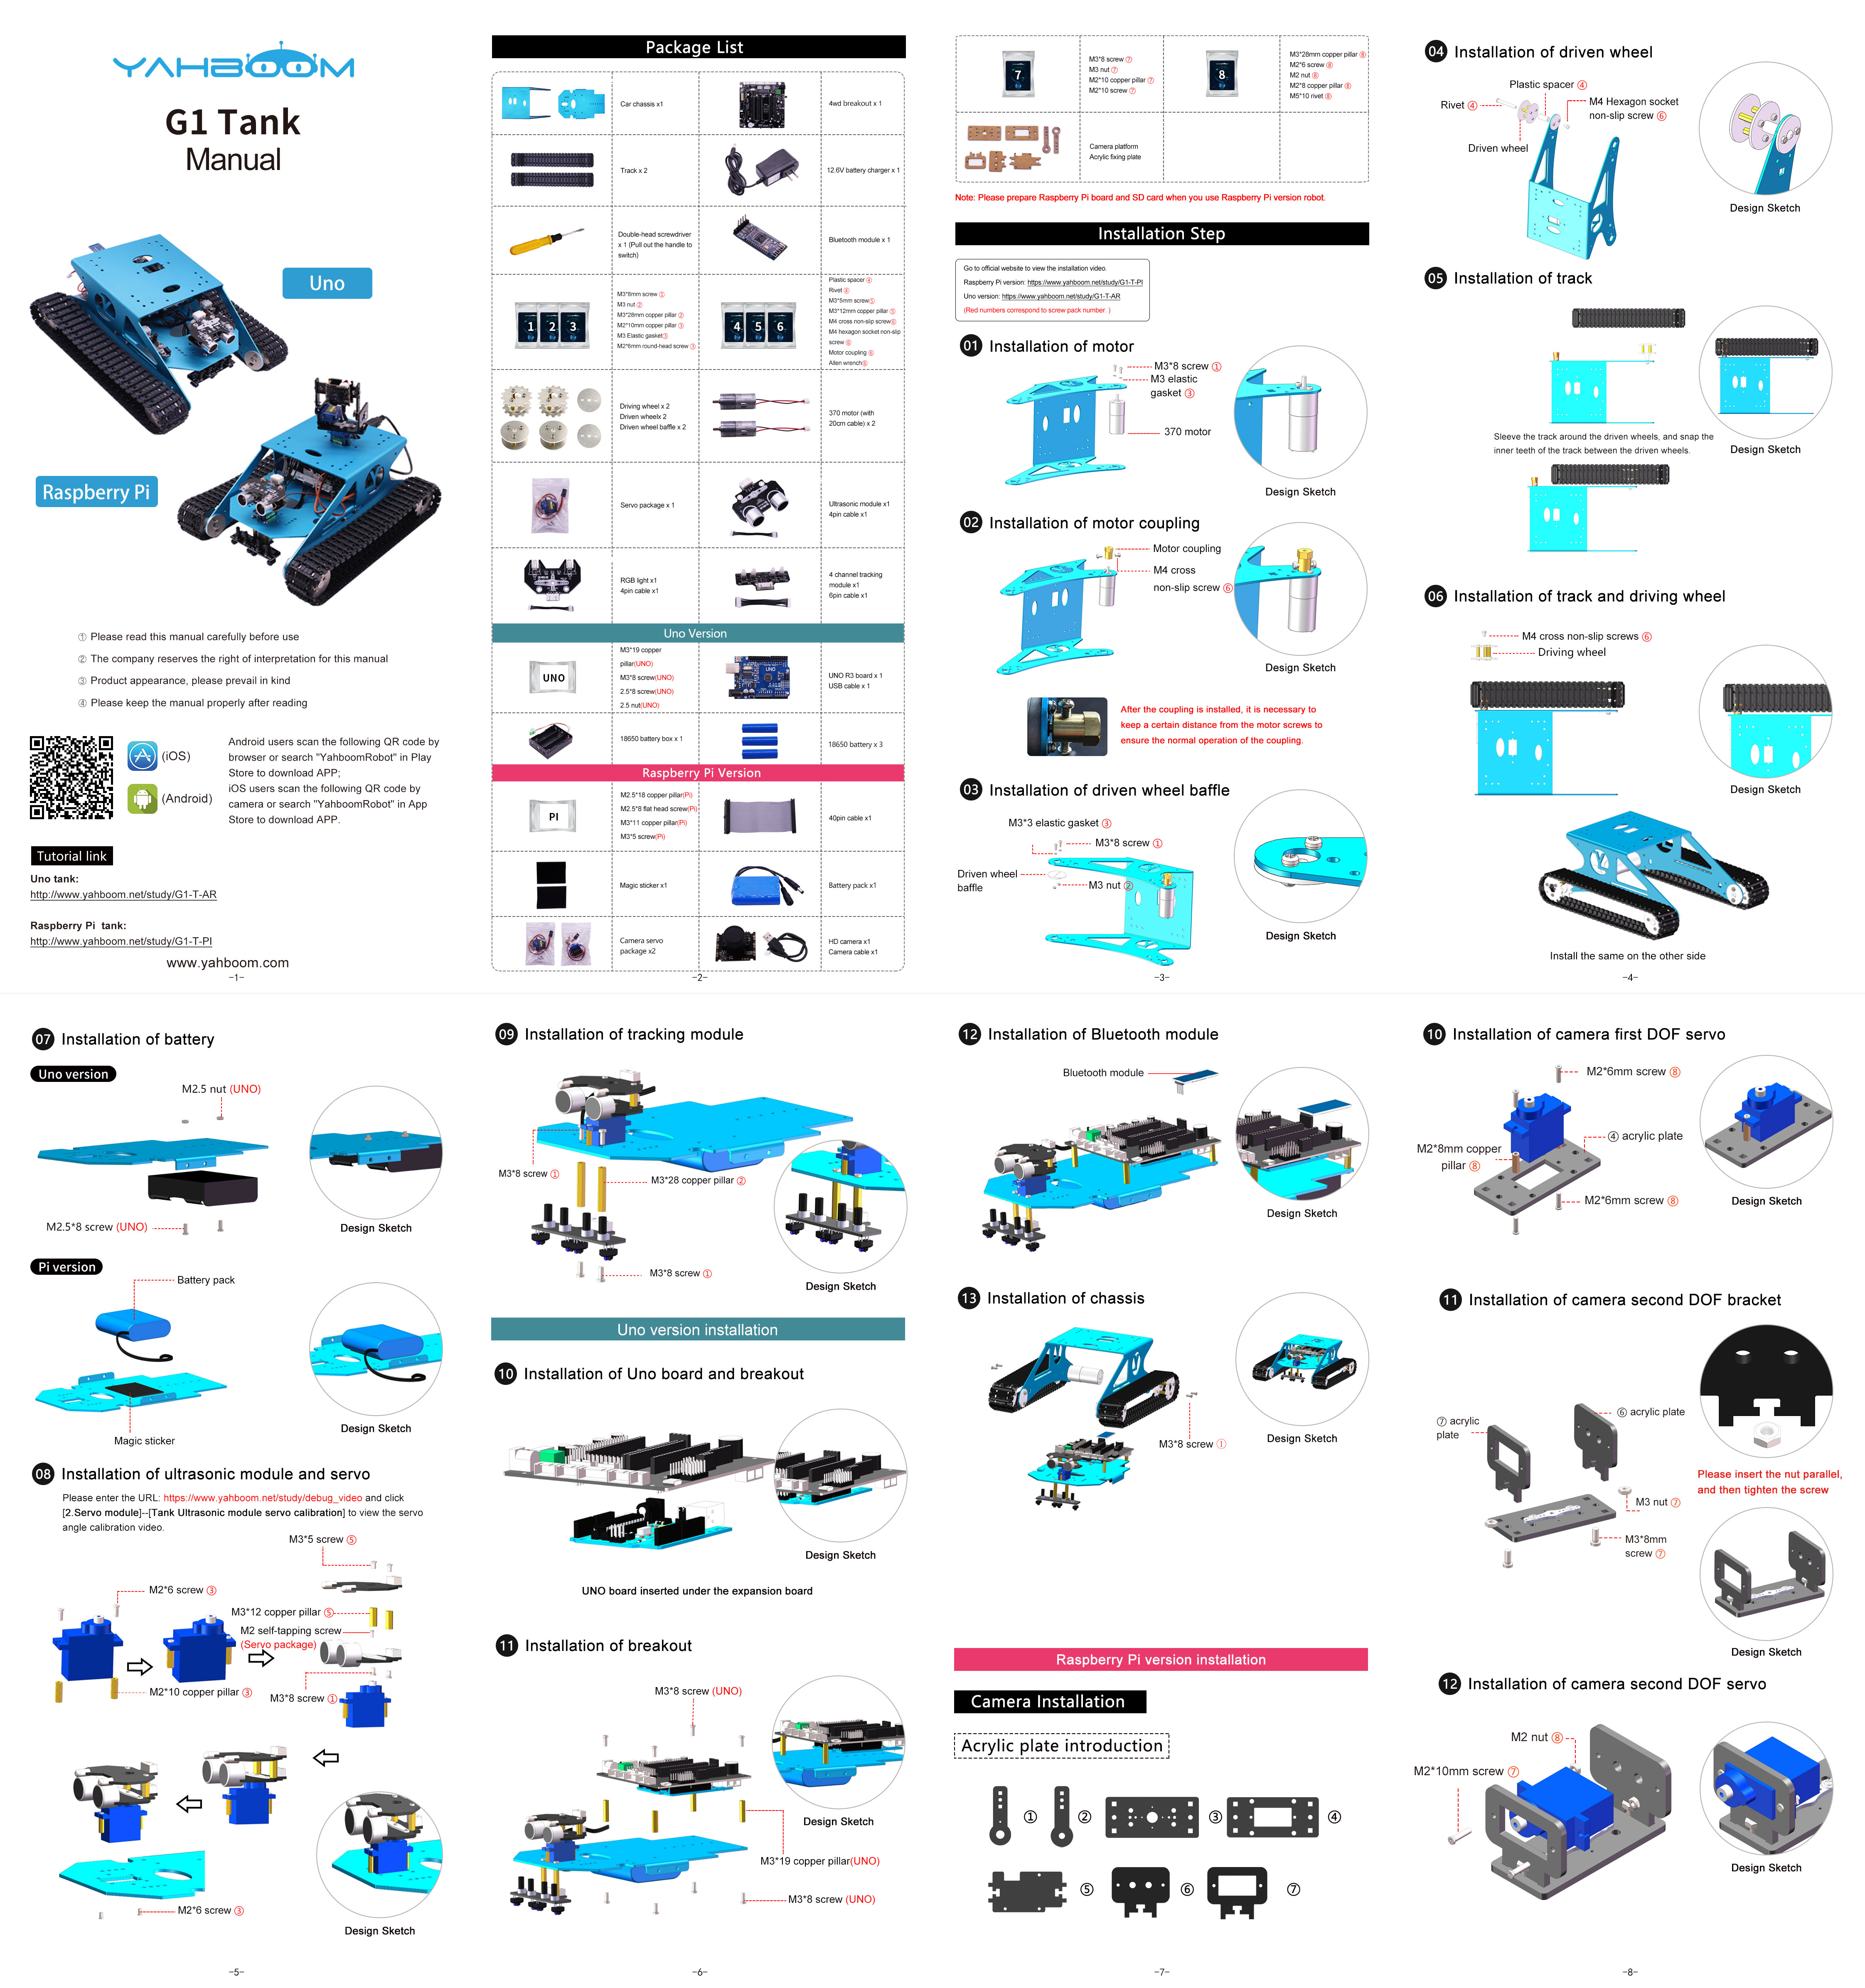 YAHBOOM
G1 Tank
Manual
Uno
Raspberry Pi
① Please read this manual carefully before use
② The company reserves the right of interpretation for this manual
③ Product appearance, please prevail in kind
④ Please keep the manual properly after reading
(iOS)
(Android)
Android users scan the following QR code by
browser or search "YahboomRobot" in Play
Store to download APP;
iOS users scan the following QR code by
camera or search "YahboomRobot" in App
Store to download APP.
Tutorial link
Uno tank:
http://www.yahboom.net/study/G1-T-AR
Raspberry Pi tank:
http://www.yahboom.net/study/G1-T-PI
www.yahboom.com
-1-
Package List
Car chassis x1
4wd breakout x 1
Track x 2
12.6V battery charger x 1
Double-head screwdriver
x 1 (Pull out the handle to
switch)
Bluetooth module x 1
1 2 3
M3*8mm screw ①
M3 nut ②
M3*28mm copper pillar ②
M2*10mm copper pillar ③
M3 Elastic gasket③
M2*6mm round-head screw ③
4 5 6
Plastic spacer ④
Rivet ④
M3*5mm screw⑤
M3*12mm copper pillar ⑤
M4 cross non-slip screw⑥
M4 hexagon socket non-slip
screw ⑥
Motor coupling ⑥
Allen wrench⑥
Driving wheel x 2
Driven wheelx 2
Driven wheel baffle x 2
370 motor (with
20cm cable) x 2
Servo package x 1
Ultrasonic module x1
4pin cable x1
RGB light x1
4pin cable x1
4 channel tracking
module x1
6pin cable x1
Uno Version
UNO
M3*19 copper
pillar(UNO)
M3*8 screw(UNO)
2.5*8 screw(UNO)
2.5 nut(UNO)
UNO
UNO R3 board x 1
USB cable x 1
18650 battery box x 1
18650 battery x 3
Raspberry Pi Version
PI
M2.5*18 copper pillar(Pi)
M2.5*8 flat head screw(Pi)
M3*11 copper pillar(Pi)
M3*5 screw(Pi)
40pin cable x1
Magic sticker x1
Battery pack x1
Camera servo
package x2
HD camera x1
Camera cable x1
-2-
7
M3*8 screw ⑦
M3 nut ⑦
M2*10 copper pillar ⑦
M2*10 screw ⑦
8
M3*28mm copper pillar ⑧
M2*6 screw ⑧
M2 nut ⑧
M2*8 copper pillar ⑧
M5*10 rivet ⑧
Camera platform
Acrylic fixing plate
Note: Please prepare Raspberry Pi board and SD card when you use Raspberry Pi version robot.
Installation Step
Go to official website to view the installation video.
Raspberry Pi version: https://www.yahboom.net/study/G1-T-PI
Uno version: https://www.yahboom.net/study/G1-T-AR
(Red numbers correspond to screw pack number. )
01 Installation of motor
M3*8 screw ①
M3 elastic
gasket ③
370 motor
Design Sketch
02 Installation of motor coupling
Motor coupling
M4 cross
non-slip screw ⑥
Design Sketch
After the coupling is installed, it is necessary to
keep a certain distance from the motor screws to
ensure the normal operation of the coupling.
03 Installation of driven wheel baffle
M3*3 elastic gasket ③
M3*8 screw ①
Driven wheel
baffle
M3 nut ②
Design Sketch
-3-
04 Installation of driven wheel
Plastic spacer ④
Rivet ④
M4 Hexagon socket
non-slip screw ⑥
Driven wheel
Design Sketch
05 Installation of track
Sleeve the track around the driven wheels, and snap the
inner teeth of the track between the driven wheels.
Design Sketch
06 Installation of track and driving wheel
M4 cross non-slip screws ⑥
Driving wheel
Design Sketch
Install the same on the other side
-4-
07 Installation of battery
Uno version
M2.5 nut (UNO)
M2.5*8 screw (UNO)
Design Sketch
Pi version
Battery pack
Magic sticker
Design Sketch
08 Installation of ultrasonic module and servo
Please enter the URL: https://www.yahboom.net/study/debug_video and click
[2.Servo module]--[Tank Ultrasonic module servo calibration] to view the servo
angle calibration video.
M3*5 screw ⑤
M2*6 screw ③
M3*12 copper pillar ⑤
M2 self-tapping screw
(Servo package)
M2*10 copper pillar ③
M3*8 screw ①
M2*6 screw ③
Design Sketch
-5-
09 Installation of tracking module
M3*8 screw ①
M3*28 copper pillar ②
M3*8 screw ①
Design Sketch
Uno version installation
10 Installation of Uno board and breakout
Design Sketch
UNO board inserted under the expansion board
11 Installation of breakout
M3*8 screw (UNO)
Design Sketch
M3*19 copper pillar(UNO)
M3*8 screw (UNO)
-6-
12 Installation of Bluetooth module
Bluetooth module
Design Sketch
13 Installation of chassis
M3*8 screw ①
Design Sketch
Raspberry Pi version installation
Camera Installation
Acrylic plate introduction
① ② ③ ④
⑤ ⑥ ⑦
-7-
10 Installation of camera first DOF servo
M2*6mm screw ⑧
④ acrylic plate
M2*8mm copper
pillar ⑧
M2*6mm screw ⑧
Design Sketch
11 Installation of camera second DOF bracket
⑦ acrylic
plate
⑥ acrylic plate
Please insert the nut parallel,
and then tighten the screw
M3 nut ⑦
M3*8mm
screw ⑦
Design Sketch
12 Installation of camera second DOF servo
M2 nut ⑧
M2*10mm screw ⑦
Design Sketch
-8-